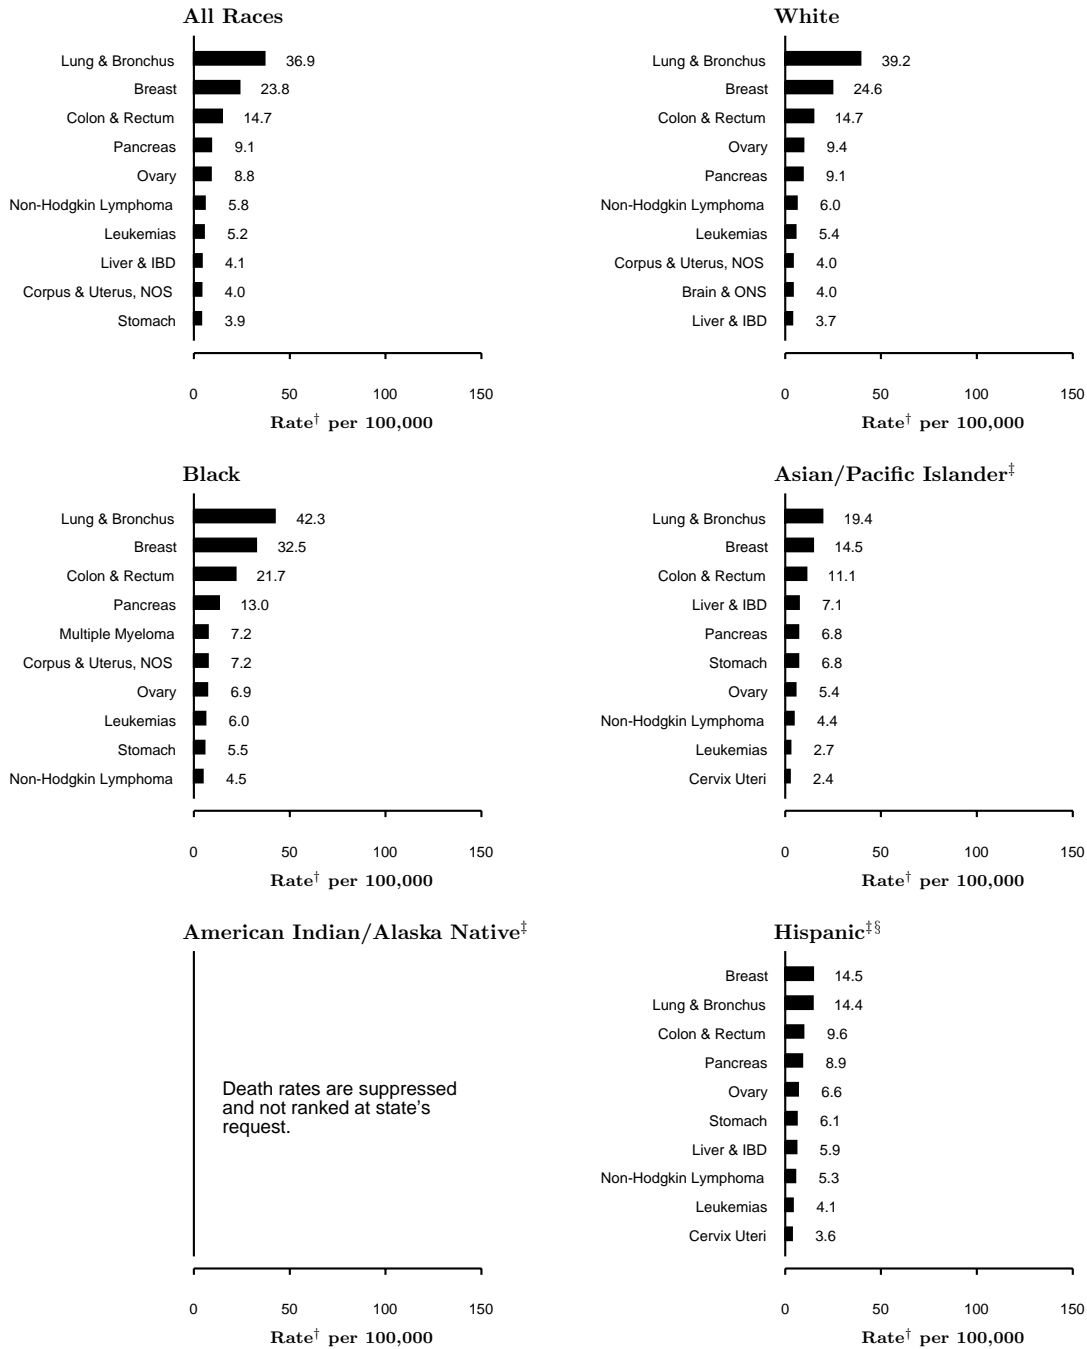 All Races
Lung & Bronchus 36.9
Breast 23.8
Colon & Rectum 14.7
Pancreas 9.1
Ovary 8.8
Non-Hodgkin Lymphoma 5.8
Leukemias 5.2
Liver & IBD 4.1
Corpus & Uterus, NOS 4.0
Stomach 3.9
0 50 100 150
Rate† per 100,000
White
Lung & Bronchus 39.2
Breast 24.6
Colon & Rectum 14.7
Ovary 9.4
Pancreas 9.1
Non-Hodgkin Lymphoma 6.0
Leukemias 5.4
Corpus & Uterus, NOS 4.0
Brain & ONS 4.0
Liver & IBD 3.7
0 50 100 150
Rate† per 100,000
Black
Lung & Bronchus 42.3
Breast 32.5
Colon & Rectum 21.7
Pancreas 13.0
Multiple Myeloma 7.2
Corpus & Uterus, NOS 7.2
Ovary 6.9
Leukemias 6.0
Stomach 5.5
Non-Hodgkin Lymphoma 4.5
0 50 100 150
Rate† per 100,000
Asian/Pacific Islander‡
Lung & Bronchus 19.4
Breast 14.5
Colon & Rectum 11.1
Liver & IBD 7.1
Pancreas 6.8
Stomach 6.8
Ovary 5.4
Non-Hodgkin Lymphoma 4.4
Leukemias 2.7
Cervix Uteri 2.4
0 50 100 150
Rate† per 100,000
American Indian/Alaska Native‡
Death rates are suppressed
and not ranked at state's
request.
0 50 100 150
Rate† per 100,000
Hispanic‡§
Breast 14.5
Lung & Bronchus 14.4
Colon & Rectum 9.6
Pancreas 8.9
Ovary 6.6
Stomach 6.1
Liver & IBD 5.9
Non-Hodgkin Lymphoma 5.3
Leukemias 4.1
Cervix Uteri 3.6
0 50 100 150
Rate† per 100,000